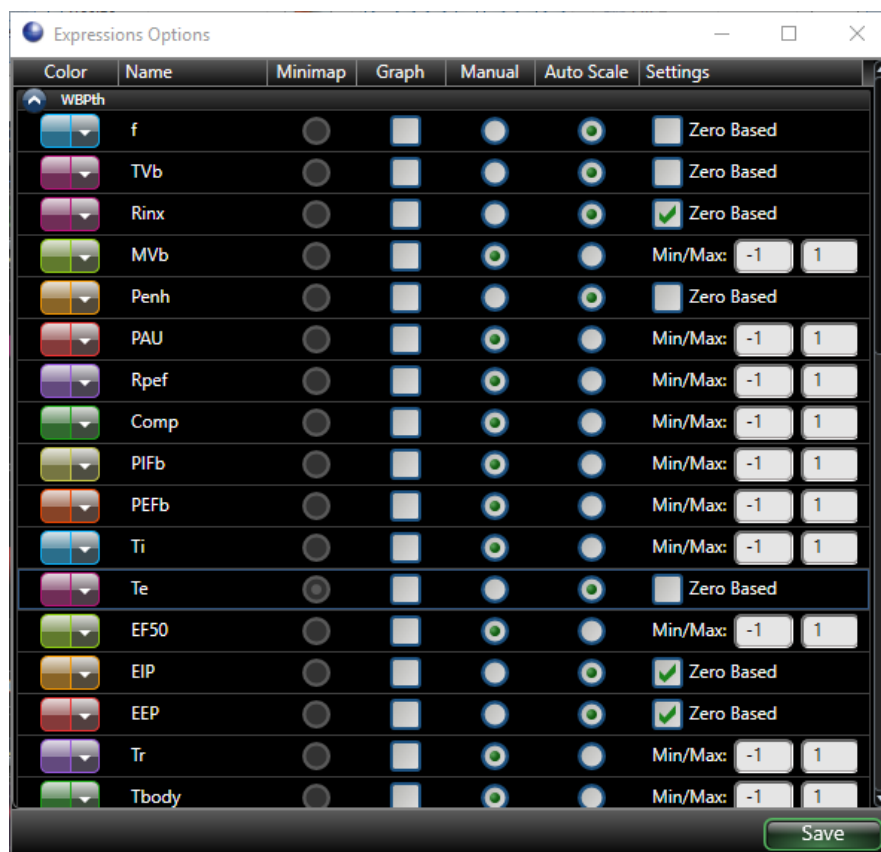 Expressions Options
Color Name Minimap Graph Manual Auto Scale Settings
WBPth
f Zero Based
TVb Zero Based
Rinx Zero Based
MVb Min/Max: -1 1
Penh Zero Based
PAU Min/Max: -1 1
Rpef Min/Max: -1 1
Comp Min/Max: -1 1
PIFb Min/Max: -1 1
PEFb Min/Max: -1 1
Ti Min/Max: -1 1
Te Zero Based
EF50 Min/Max: -1 1
EIP Zero Based
EEP Zero Based
Tr Min/Max: -1 1
Tbody Min/Max: -1 1
Save